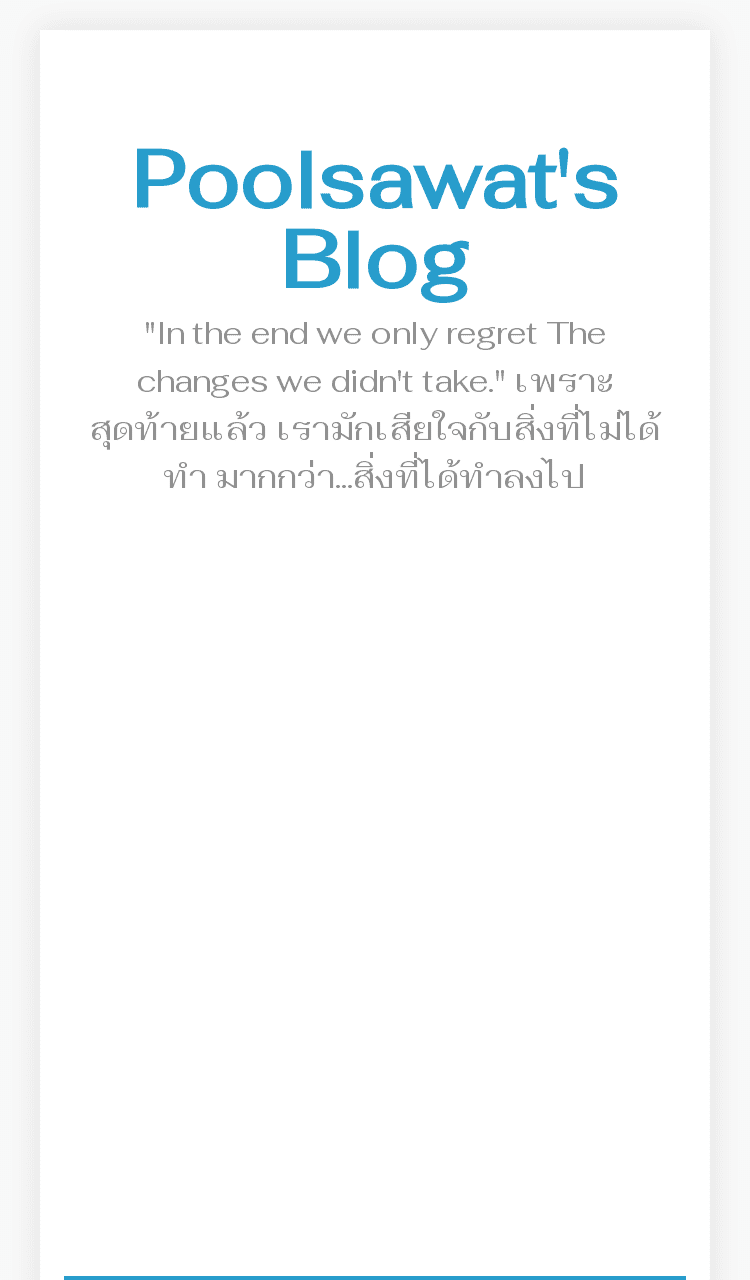 Poolsawat's
Blog
"In the end we only regret The
changes we didn't take." เพราะ
สุดท้ายแล้ว เรามักเสียใจกับสิ่งที่ไม่ได้
ทำ มากกว่า...สิ่งที่ได้ทำลงไป